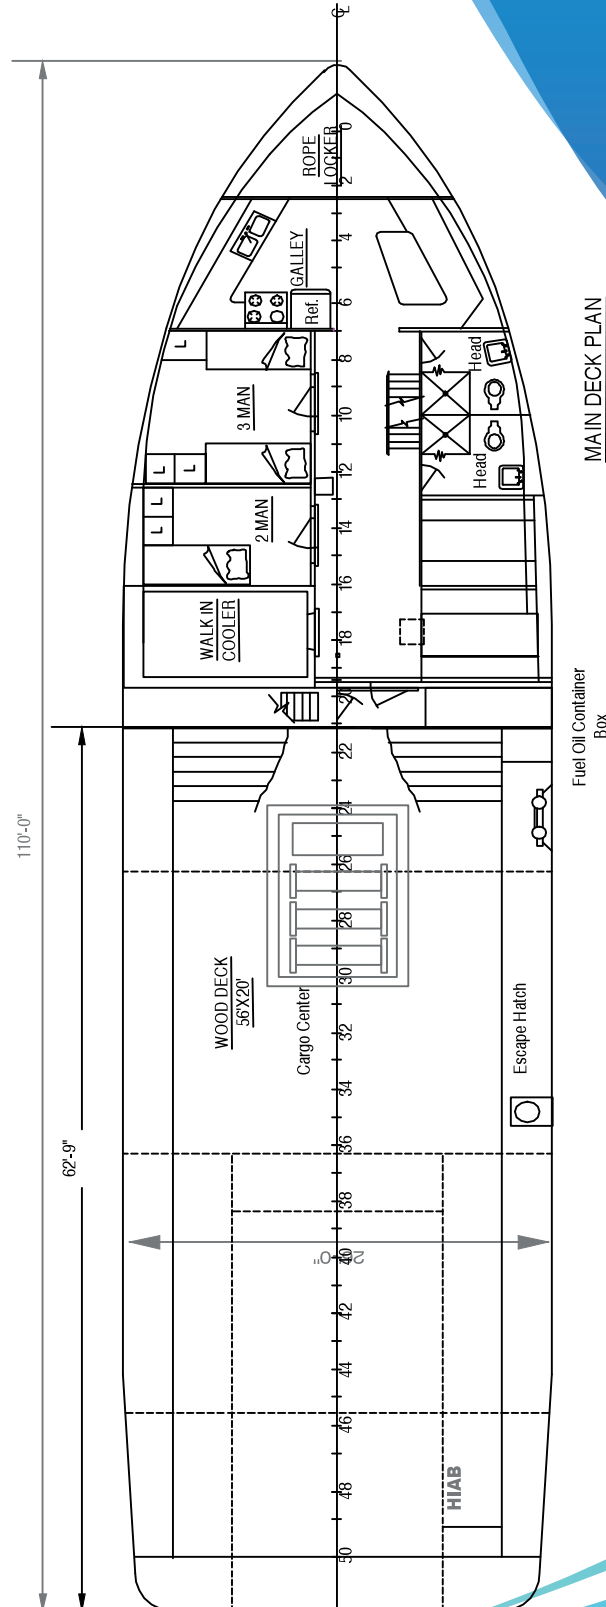 ℄
110'-0"
62'-9"
ROPE
LOCKER
GALLEY
Ref.
L
3 MAN
L
L
2 MAN
L
L
WALK IN
COOLER
Head
Head
MAIN DECK PLAN
0
2
4
6
8
10
12
14
16
18
20
22
24
26
28
30
32
34
36
38
40
42
44
46
48
50
Fuel Oil Container
Box
WOOD DECK
56'X20'
Cargo Center
Escape Hatch
HIAB